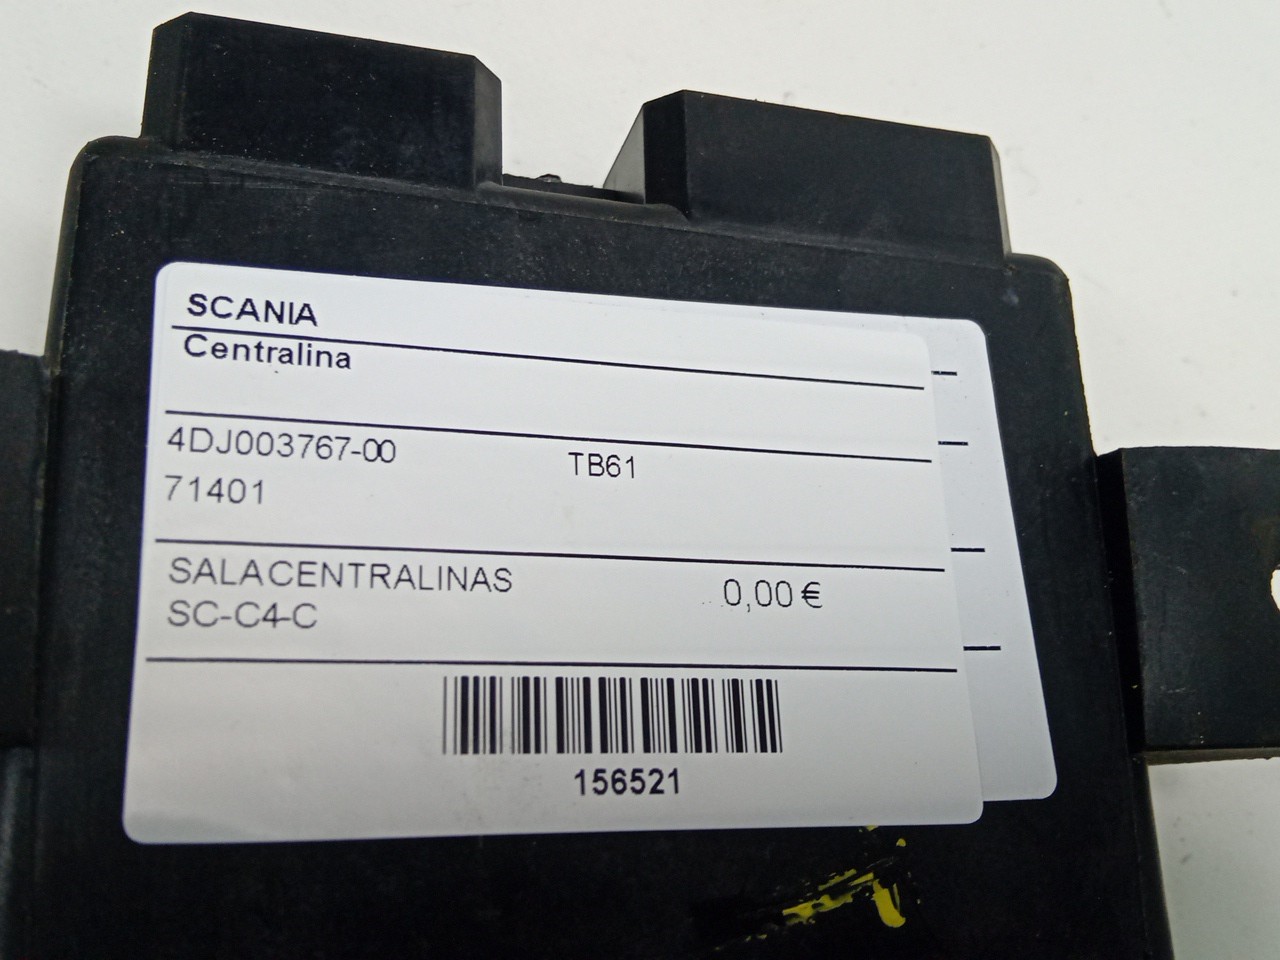 SCANIA
Centralina
4DJ003767-00 TB61
71401
SALACENTRALINAS 0,00 €
SC-C4-C
156521